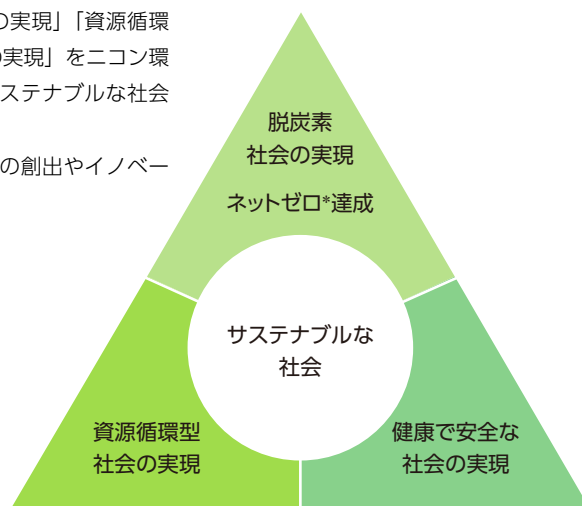 の実現」「資源循環
の実現」をニコン環
ステナブルな社会
の創出やイノベー
脱炭素
社会の実現
ネットゼロ*達成
サステナブルな
社会
資源循環型
社会の実現
健康で安全な
社会の実現